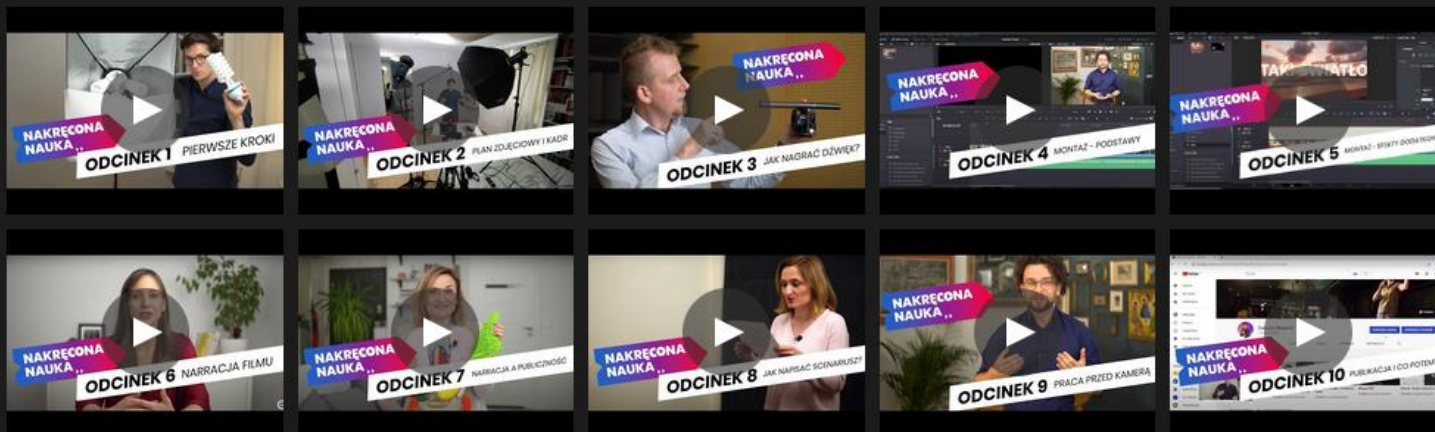 NAKRĘCONA
NAUKA
ODCINEK 1 PIERWSZE KROKI
NAKRĘCONA
NAUKA
ODCINEK 2 PLAN ZDJĘCIOWY I KADR
NAKRĘCONA
NAUKA
ODCINEK 3 JAK NAGRAĆ DŹWIĘK?
NAKRĘCONA
NAUKA
ODCINEK 4 MONTAŻ - PODSTAWY
NAKRĘCONA
NAUKA
ODCINEK 5 MONTAŻ - EFEKTY
NAKRĘCONA
NAUKA
ODCINEK 6 NARRACJA FILMU
NAKRĘCONA
NAUKA
ODCINEK 7 NARRACJA A PUBLICZNOŚĆ
NAKRĘCONA
NAUKA
ODCINEK 8 JAK NAPISAĆ SCENARIUSZ?
NAKRĘCONA
NAUKA
ODCINEK 9 PRACA PRZED KAMERĄ
NAKRĘCONA
NAUKA
ODCINEK 10 PUBLIKACJA I CO POTEM